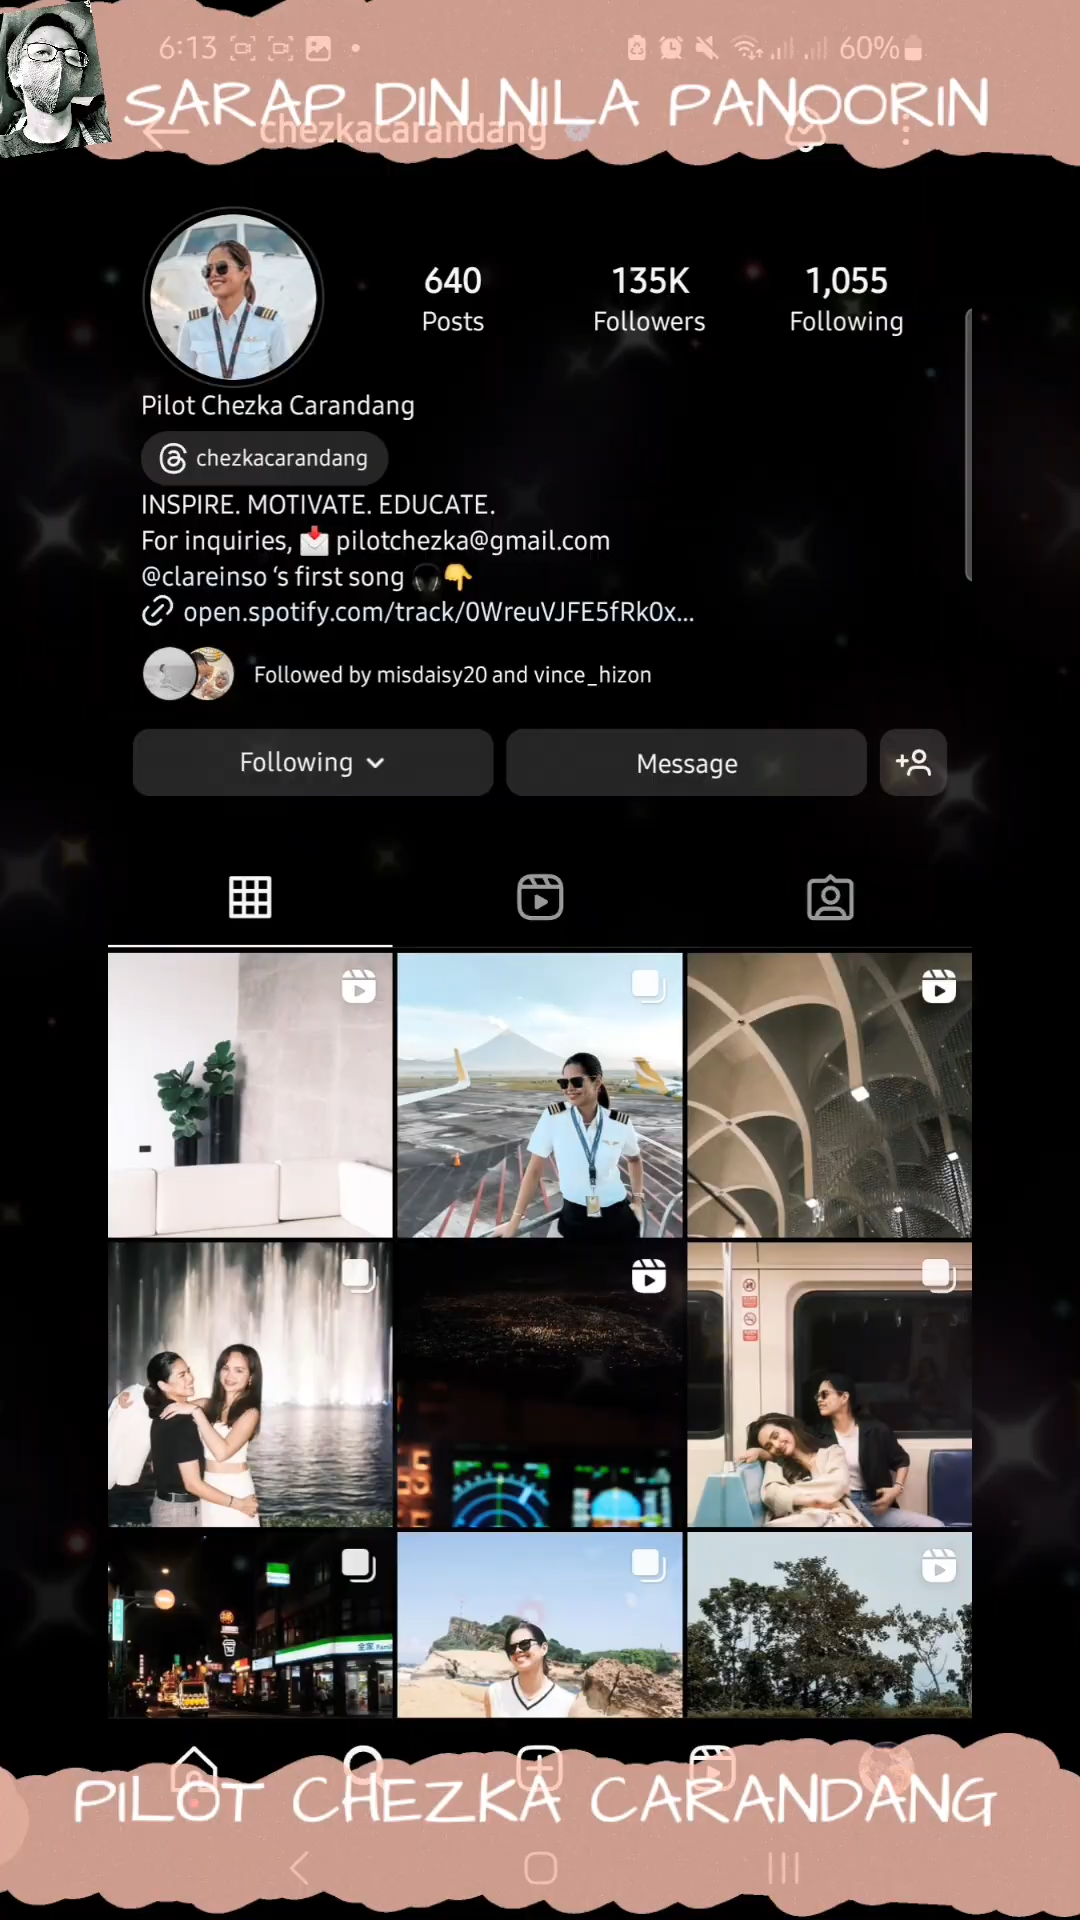 6:13
60%
SARAP DIN NILA PANOORIN
chezkacarandang
640
135K
1,055
Posts
Followers
Following
Pilot Chezka Carandang
chezkacarandang
INSPIRE. MOTIVATE. EDUCATE.
For inquiries, 📩 pilotchezka@gmail.com
@clareinso ‘s first song 🎧👇
open.spotify.com/track/0WreuVJFE5fRk0x...
Followed by misdaisy20 and vince_hizon
Following
Message
PILOT CHEZKA CARANDANG